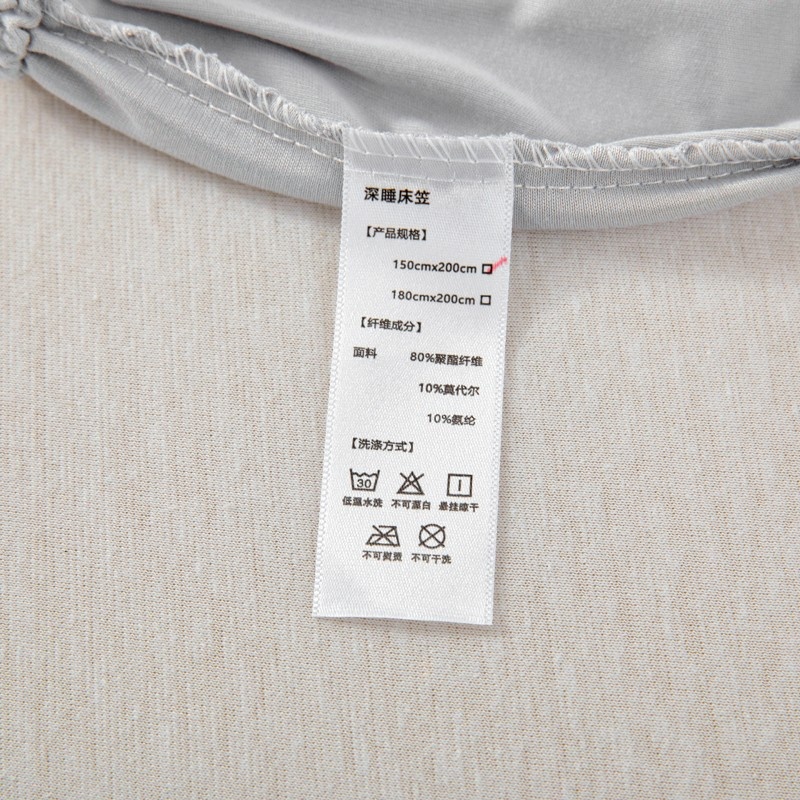 深睡床笠
【产品规格】
150cmx200cm
180cmx200cm
【纤维成分】
面料 80%聚酯纤维
10%莫代尔
10%氨纶
【洗涤方式】
30
低温水洗 不可漂白 悬挂晾干
不可熨烫 不可干洗